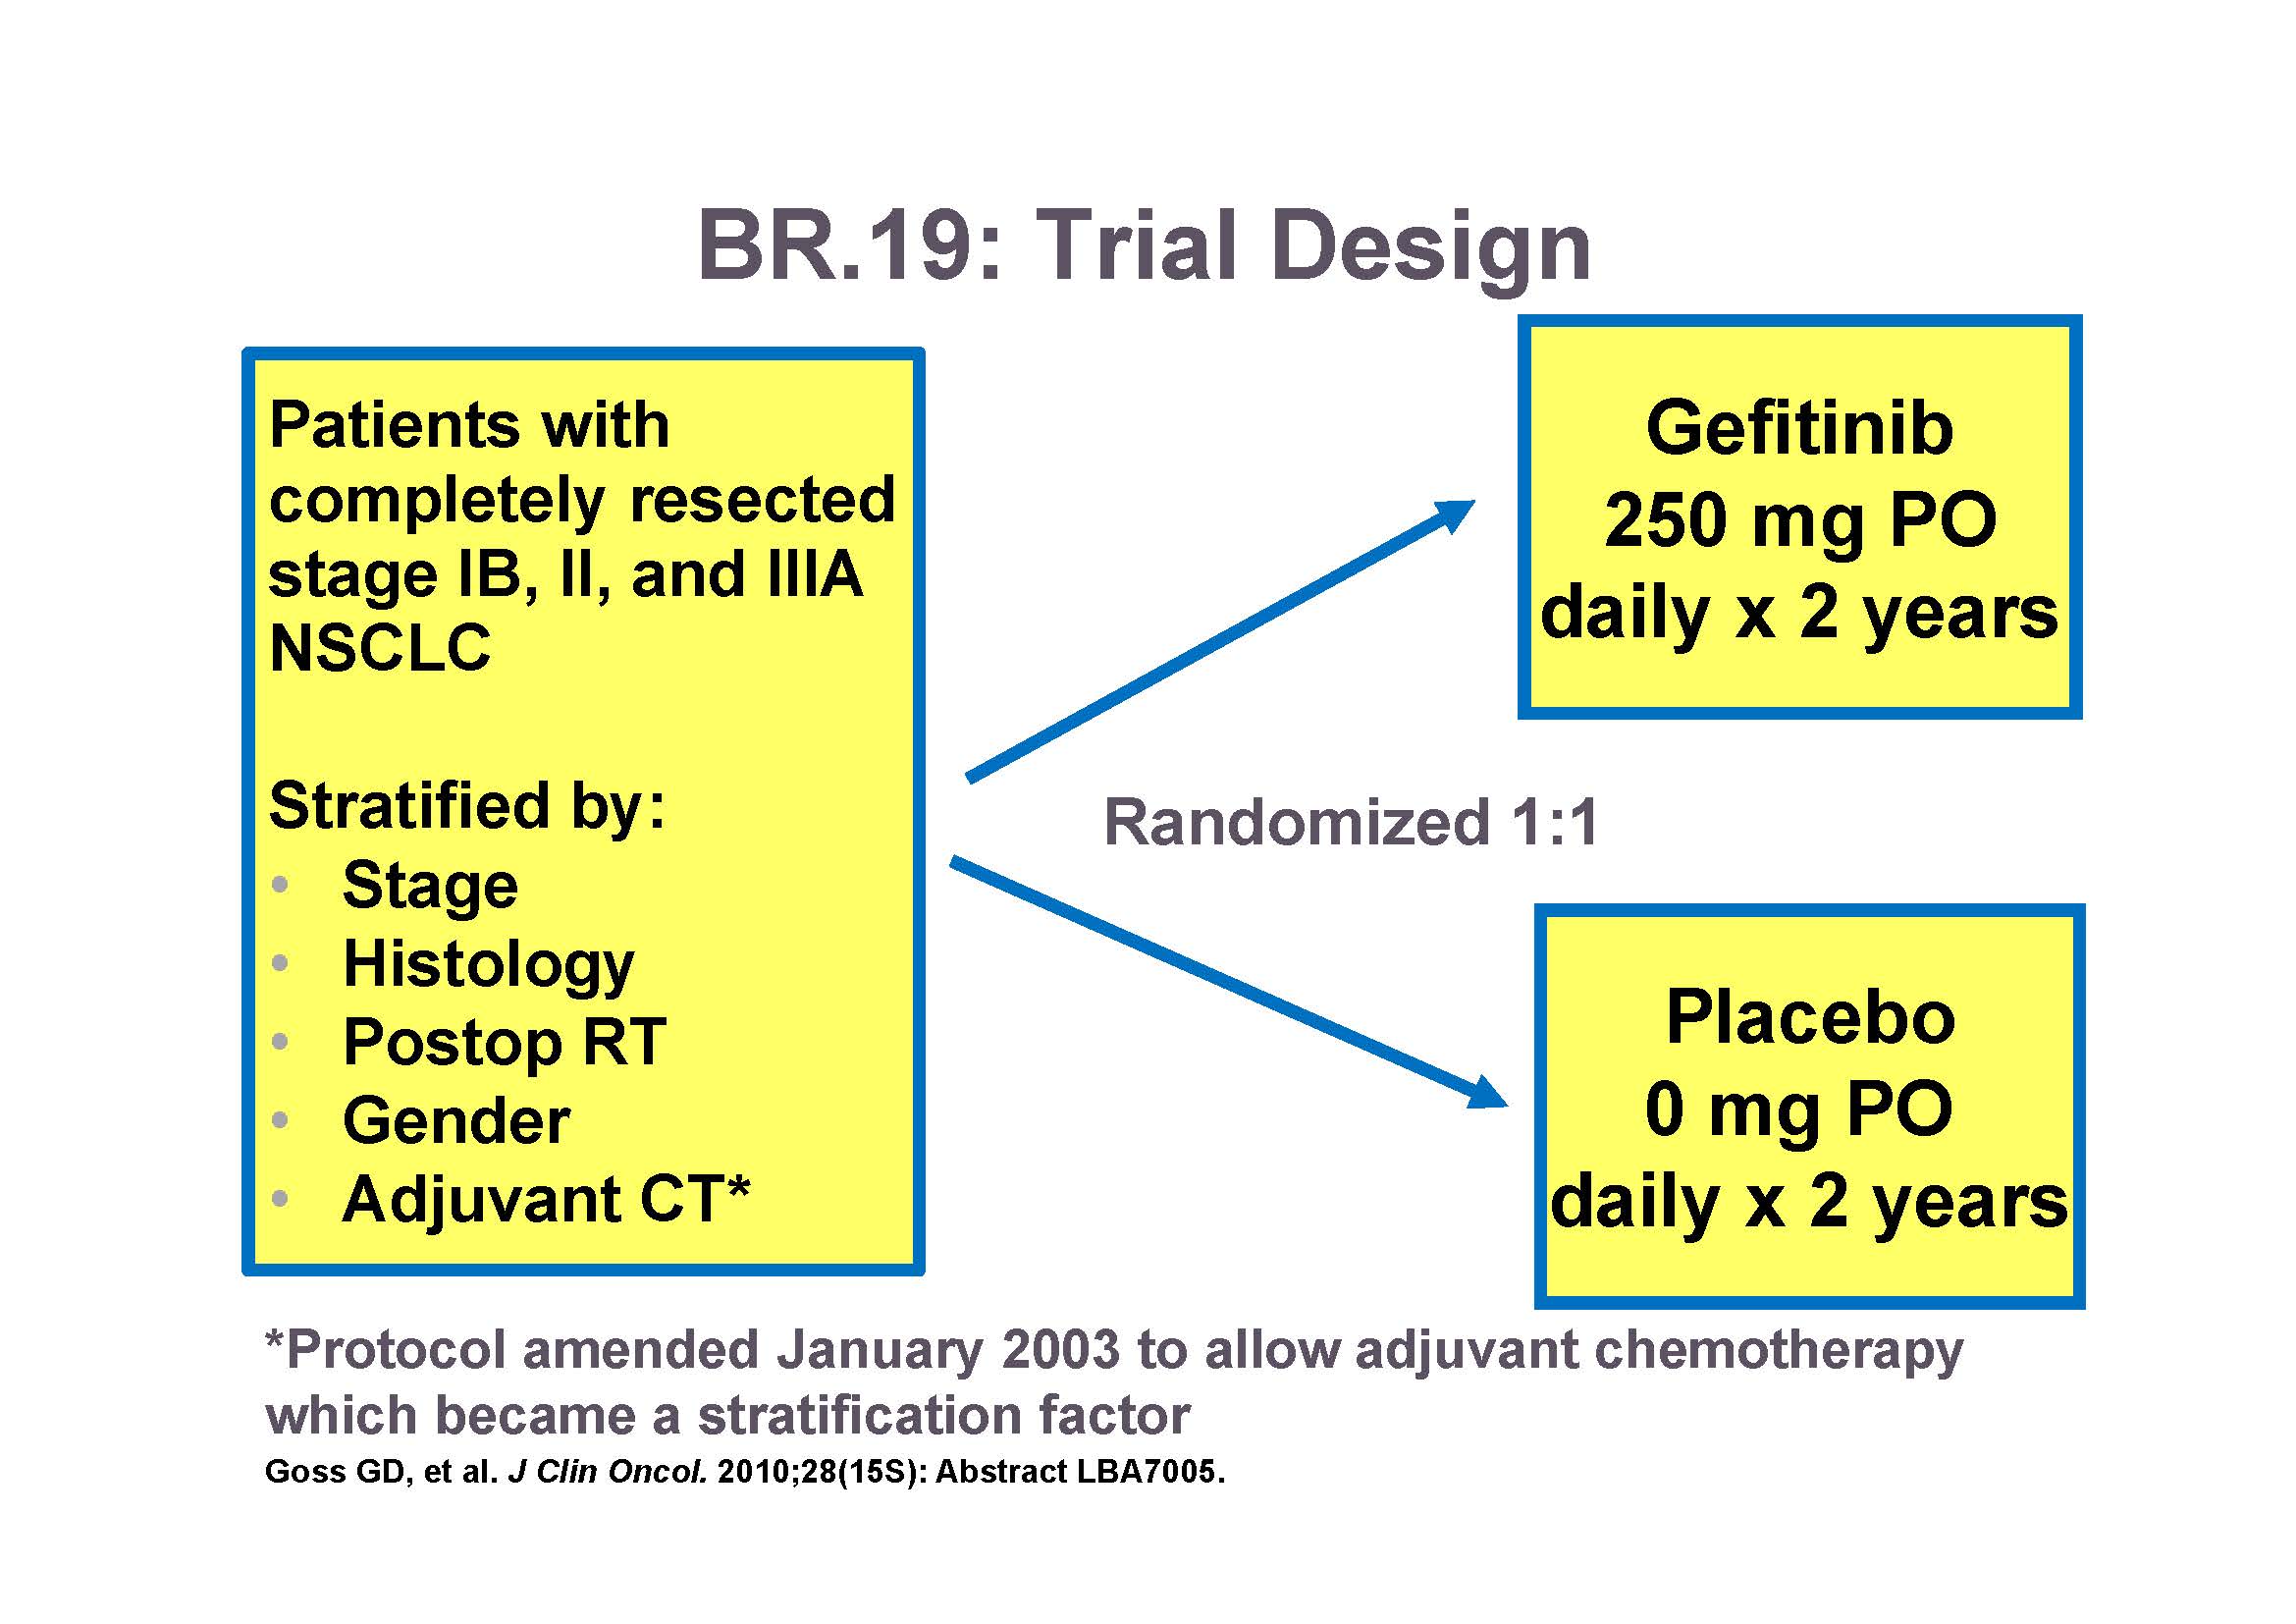 BR.19: Trial Design
Patients with
completely resected
stage IB, II, and IIIA
NSCLC
Stratified by:
• Stage
• Histology
• Postop RT
• Gender
• Adjuvant CT*
Gefitinib
250 mg PO
daily x 2 years
Randomized 1:1
Placebo
0 mg PO
daily x 2 years
*Protocol amended January 2003 to allow adjuvant chemotherapy
which became a stratification factor
Goss GD, et al. J Clin Oncol. 2010;28(15S): Abstract LBA7005.